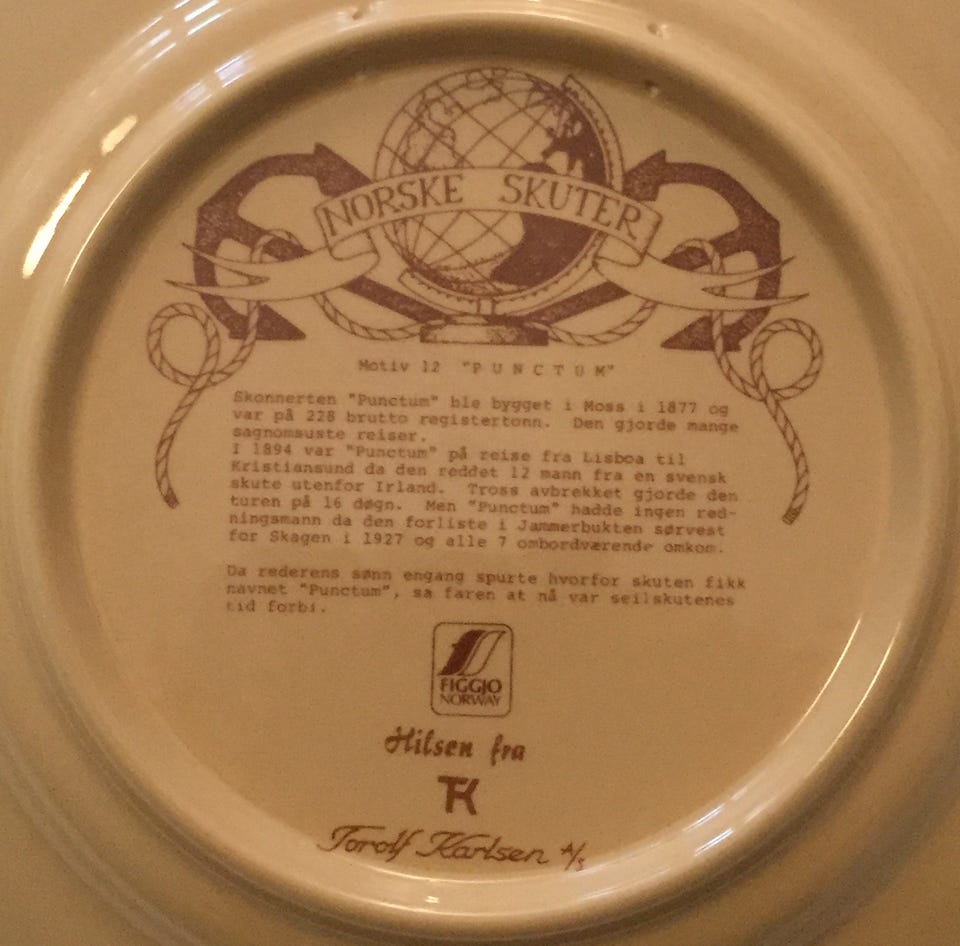 NORSKE SKUTER
Motiv 12 "PUNCTUM"
Skonnerten "Punctum" ble bygget i Moss i 1877 og
var på 228 brutto registertonn. Den gjorde mange
sagnomsuste reiser.
I 1894 var "Punctum" på reise fra Lisboa til
Kristiansund da den reddet 12 mann fra en svensk
skute utenfor Irland. Tross avbrekket gjorde den
turen på 16 døgn. Men "Punctum" hadde ingen red-
ningsmann da den forliste i Jammerbukten sørvest
for Skagen i 1927 og alle 7 ombordværende omkom.
Da rederens sønn engang spurte hvorfor skuten fikk
navnet "Punctum", sa faren at nå var seilskutenes
tid forbi.
FIGGJO
NORWAY
Hilsen fra
TK
Torolf Karlsen A/S